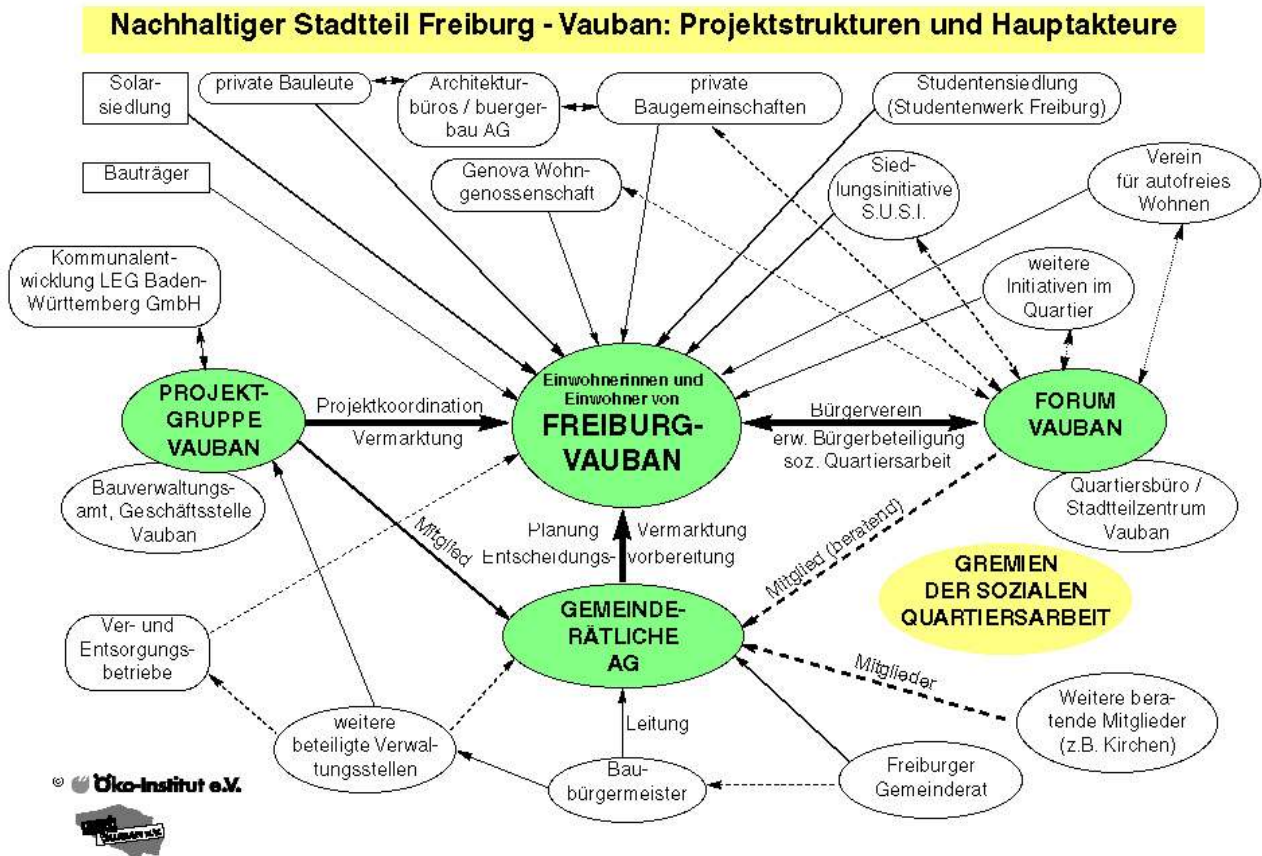 Nachhaltiger Stadtteil Freiburg - Vauban: Projektstrukturen und Hauptakteure
Solar-
siedlung
private Bauleute
Architektur-
büros / buerger-
bau AG
private
Baugemeinschaften
Studentensiedlung
(Studentenwerk Freiburg)
Bauträger
Genova Wohn-
genossenschaft
Sied-
lungsinitiative
S.U.S.I.
Verein
für autofreies
Wohnen
Kommunalent-
wicklung LEG Baden-
Württemberg GmbH
weitere
Initiativen im
Quartier
PROJEKT-
GRUPPE
VAUBAN
Projektkoordination
Vermarktung
Einwohnerinnen und
Einwohner von
FREIBURG-
VAUBAN
Bürgerverein
erw. Bürgerbeteiligung
soz. Quartiersarbeit
FORUM
VAUBAN
Bauverwaltungs-
amt, Geschäftsstelle
Vauban
Quartiersbüro /
Stadtteilzentrum
Vauban
Mitglied
Planung Vermarktung
Entscheidungs-vorbereitung
Mitglied (beratend)
GREMIEN
DER SOZIALEN
QUARTIERSARBEIT
GEMEINDE-
RÄTLICHE
AG
Ver- und
Entsorgungs-
betriebe
Mitglieder
Weitere bera-
tende Mitglieder
(z.B. Kirchen)
weitere
beteiligte Verwal-
tungsstellen
Leitung
Bau-
bürgermeister
Freiburger
Gemeinderat
© Öko-Institut e.V.